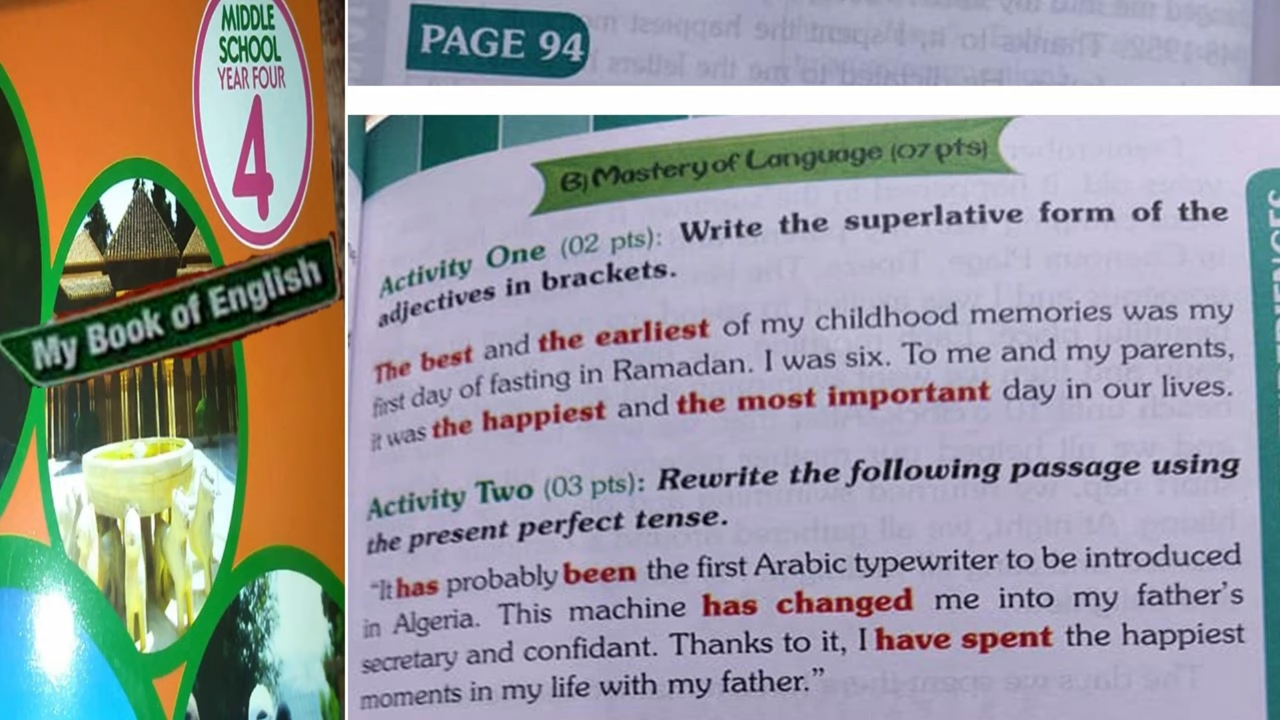 MIDDLE
SCHOOL
YEAR FOUR
4
My Book of English
PAGE 94
B) Mastery of Language (07 pts)
Activity One (02 pts): Write the superlative form of the
adjectives in brackets.
The best and the earliest of my childhood memories was my
first day of fasting in Ramadan. I was six. To me and my parents,
it was the happiest and the most important day in our lives.
Activity Two (03 pts): Rewrite the following passage using
the present perfect tense.
“It has probably been the first Arabic typewriter to be introduced
in Algeria. This machine has changed me into my father’s
secretary and confidant. Thanks to it, I have spent the happiest
moments in my life with my father.”